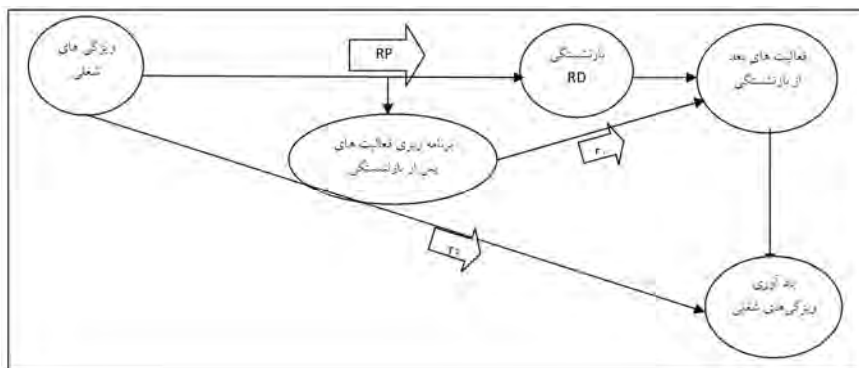 ویژگی های
شغلی
RP
بازنشستگی
RD
فعالیت های بعد
از بازنشستگی
برنامه ریزی فعالیت های
پس از بازنشستگی
ویژگی‌های شغلی